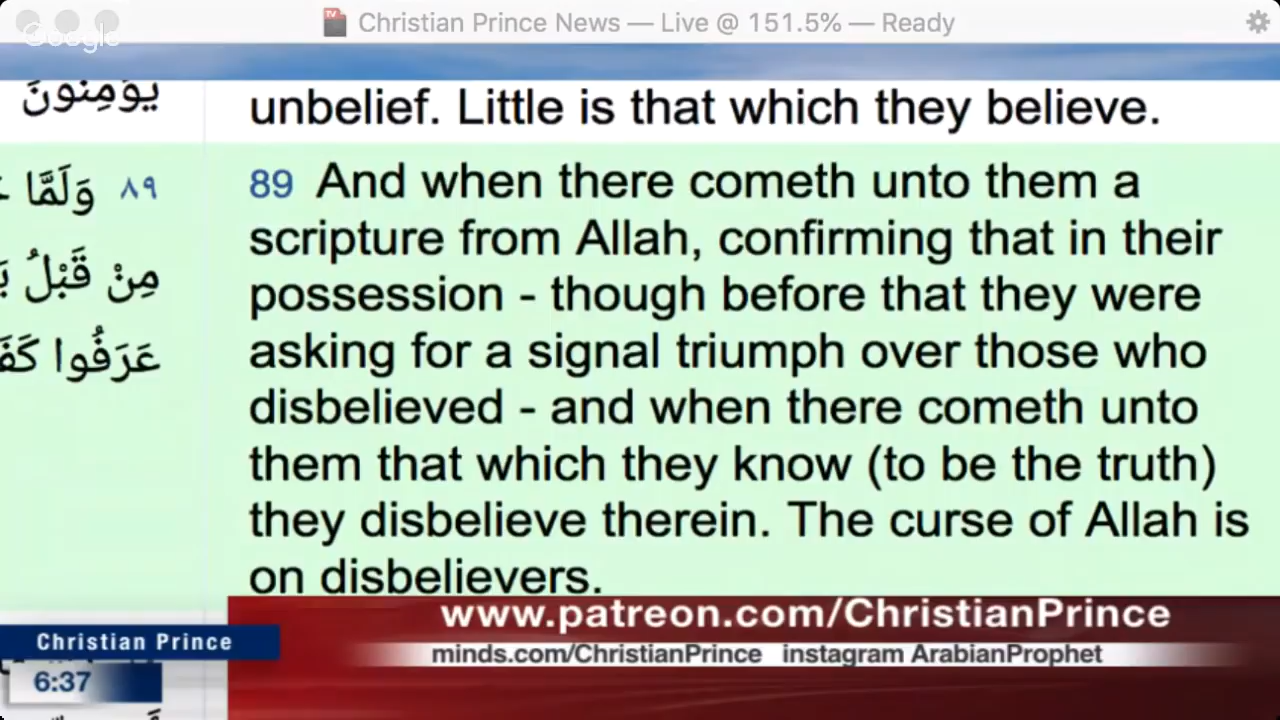 Christian Prince News — Live @ 151.5% — Ready
Google
يُؤْمِنُونَ
unbelief. Little is that which they believe.
٨٩ وَلَمَّا
89 And when there cometh unto them a
scripture from Allah, confirming that in their
مِنْ قَبْلُ
possession - though before that they were
عَرَفُوا
asking for a signal triumph over those who
disbelieved - and when there cometh unto
them that which they know (to be the truth)
they disbelieve therein. The curse of Allah is
on disbelievers.
www.patreon.com/ChristianPrince
Christian Prince
minds.com/ChristianPrince instagram ArabianProphet
6:37